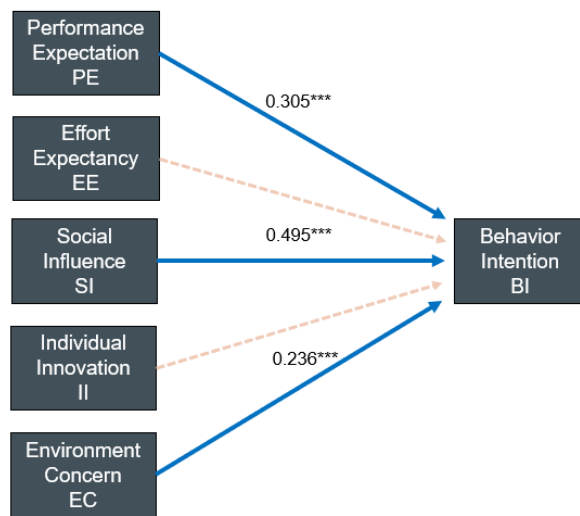 Performance
Expectation
PE
0.305***
Effort
Expectancy
EE
Social
Influence
SI
0.495***
Behavior
Intention
BI
Individual
Innovation
II
0.236***
Environment
Concern
EC